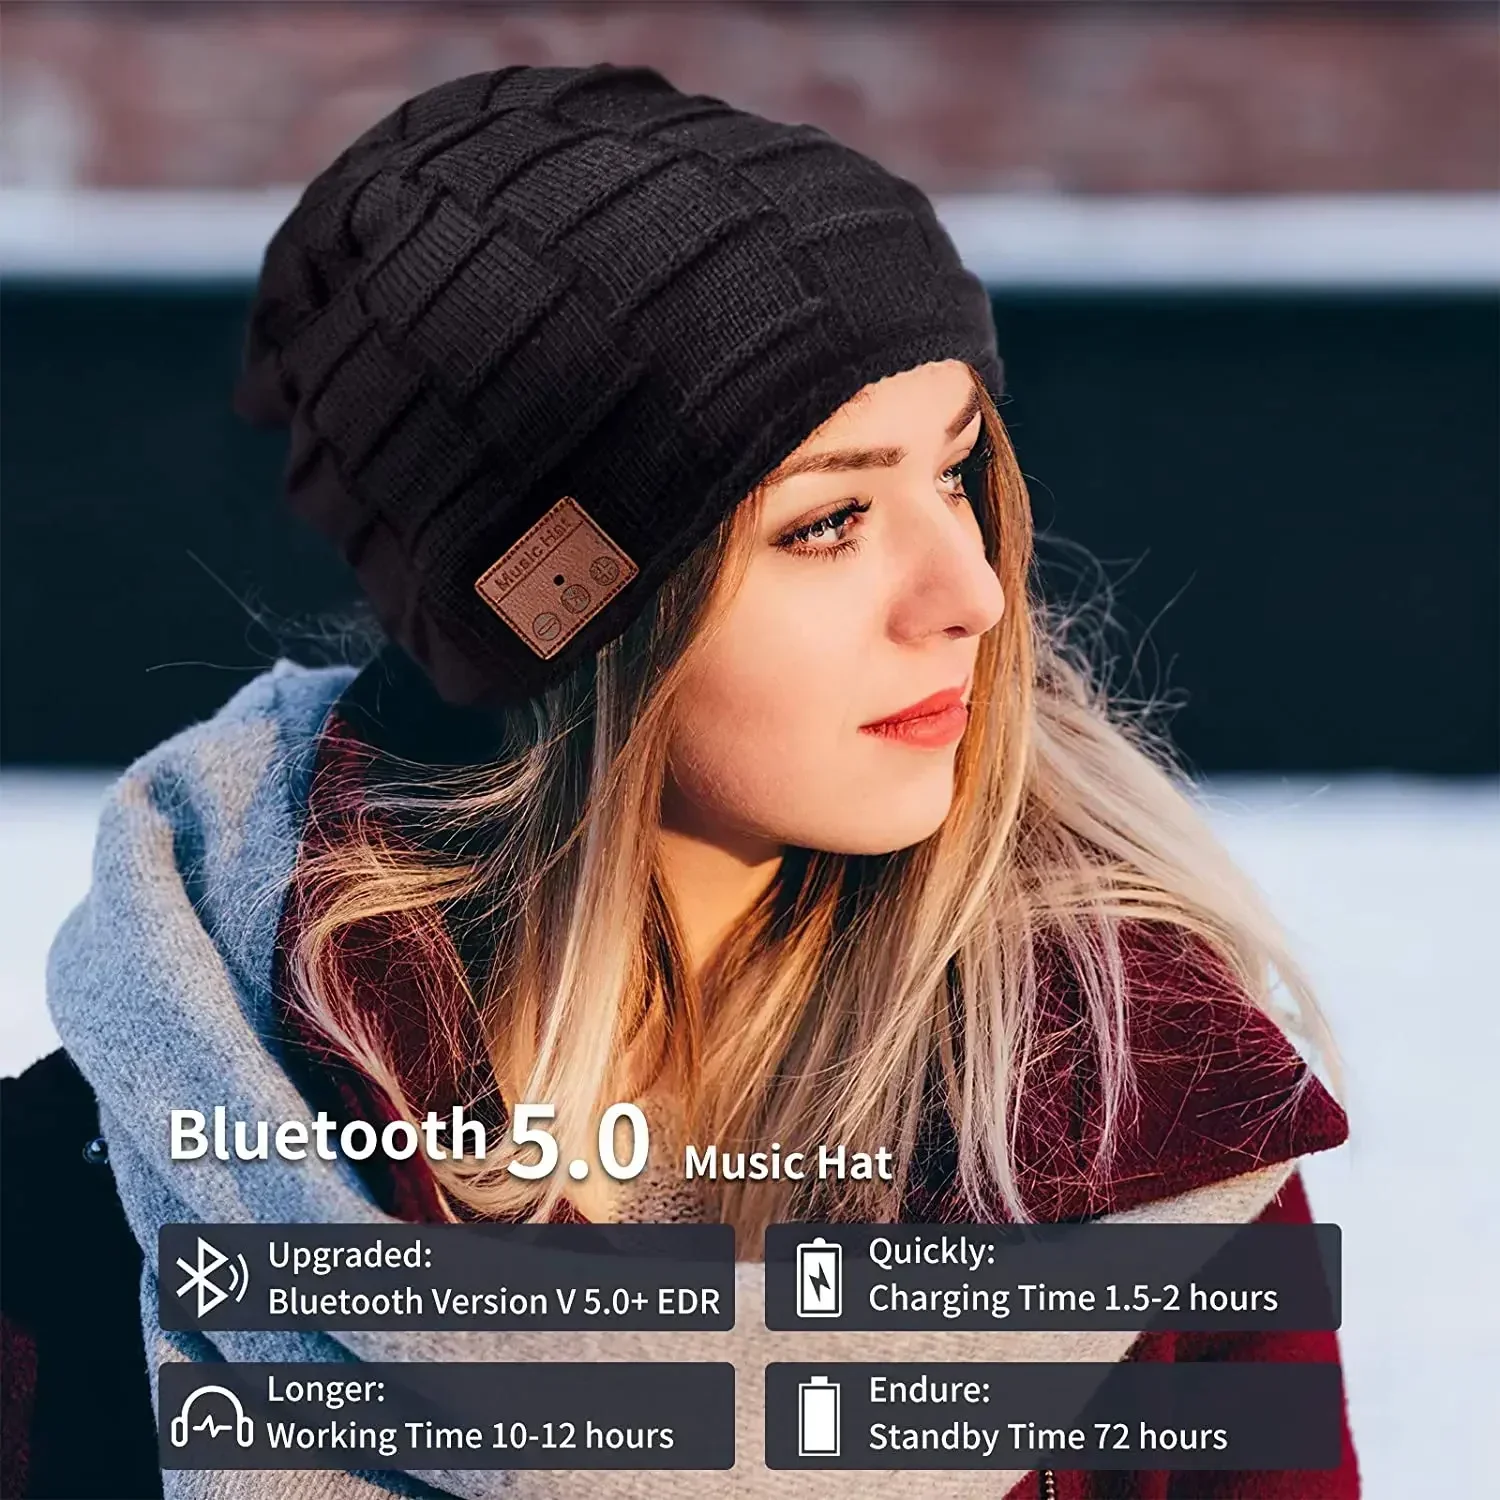 Music Hat
Bluetooth 5.0 Music Hat
Upgraded:
Bluetooth Version V 5.0+ EDR
Quickly:
Charging Time 1.5-2 hours
Longer:
Working Time 10-12 hours
Endure:
Standby Time 72 hours